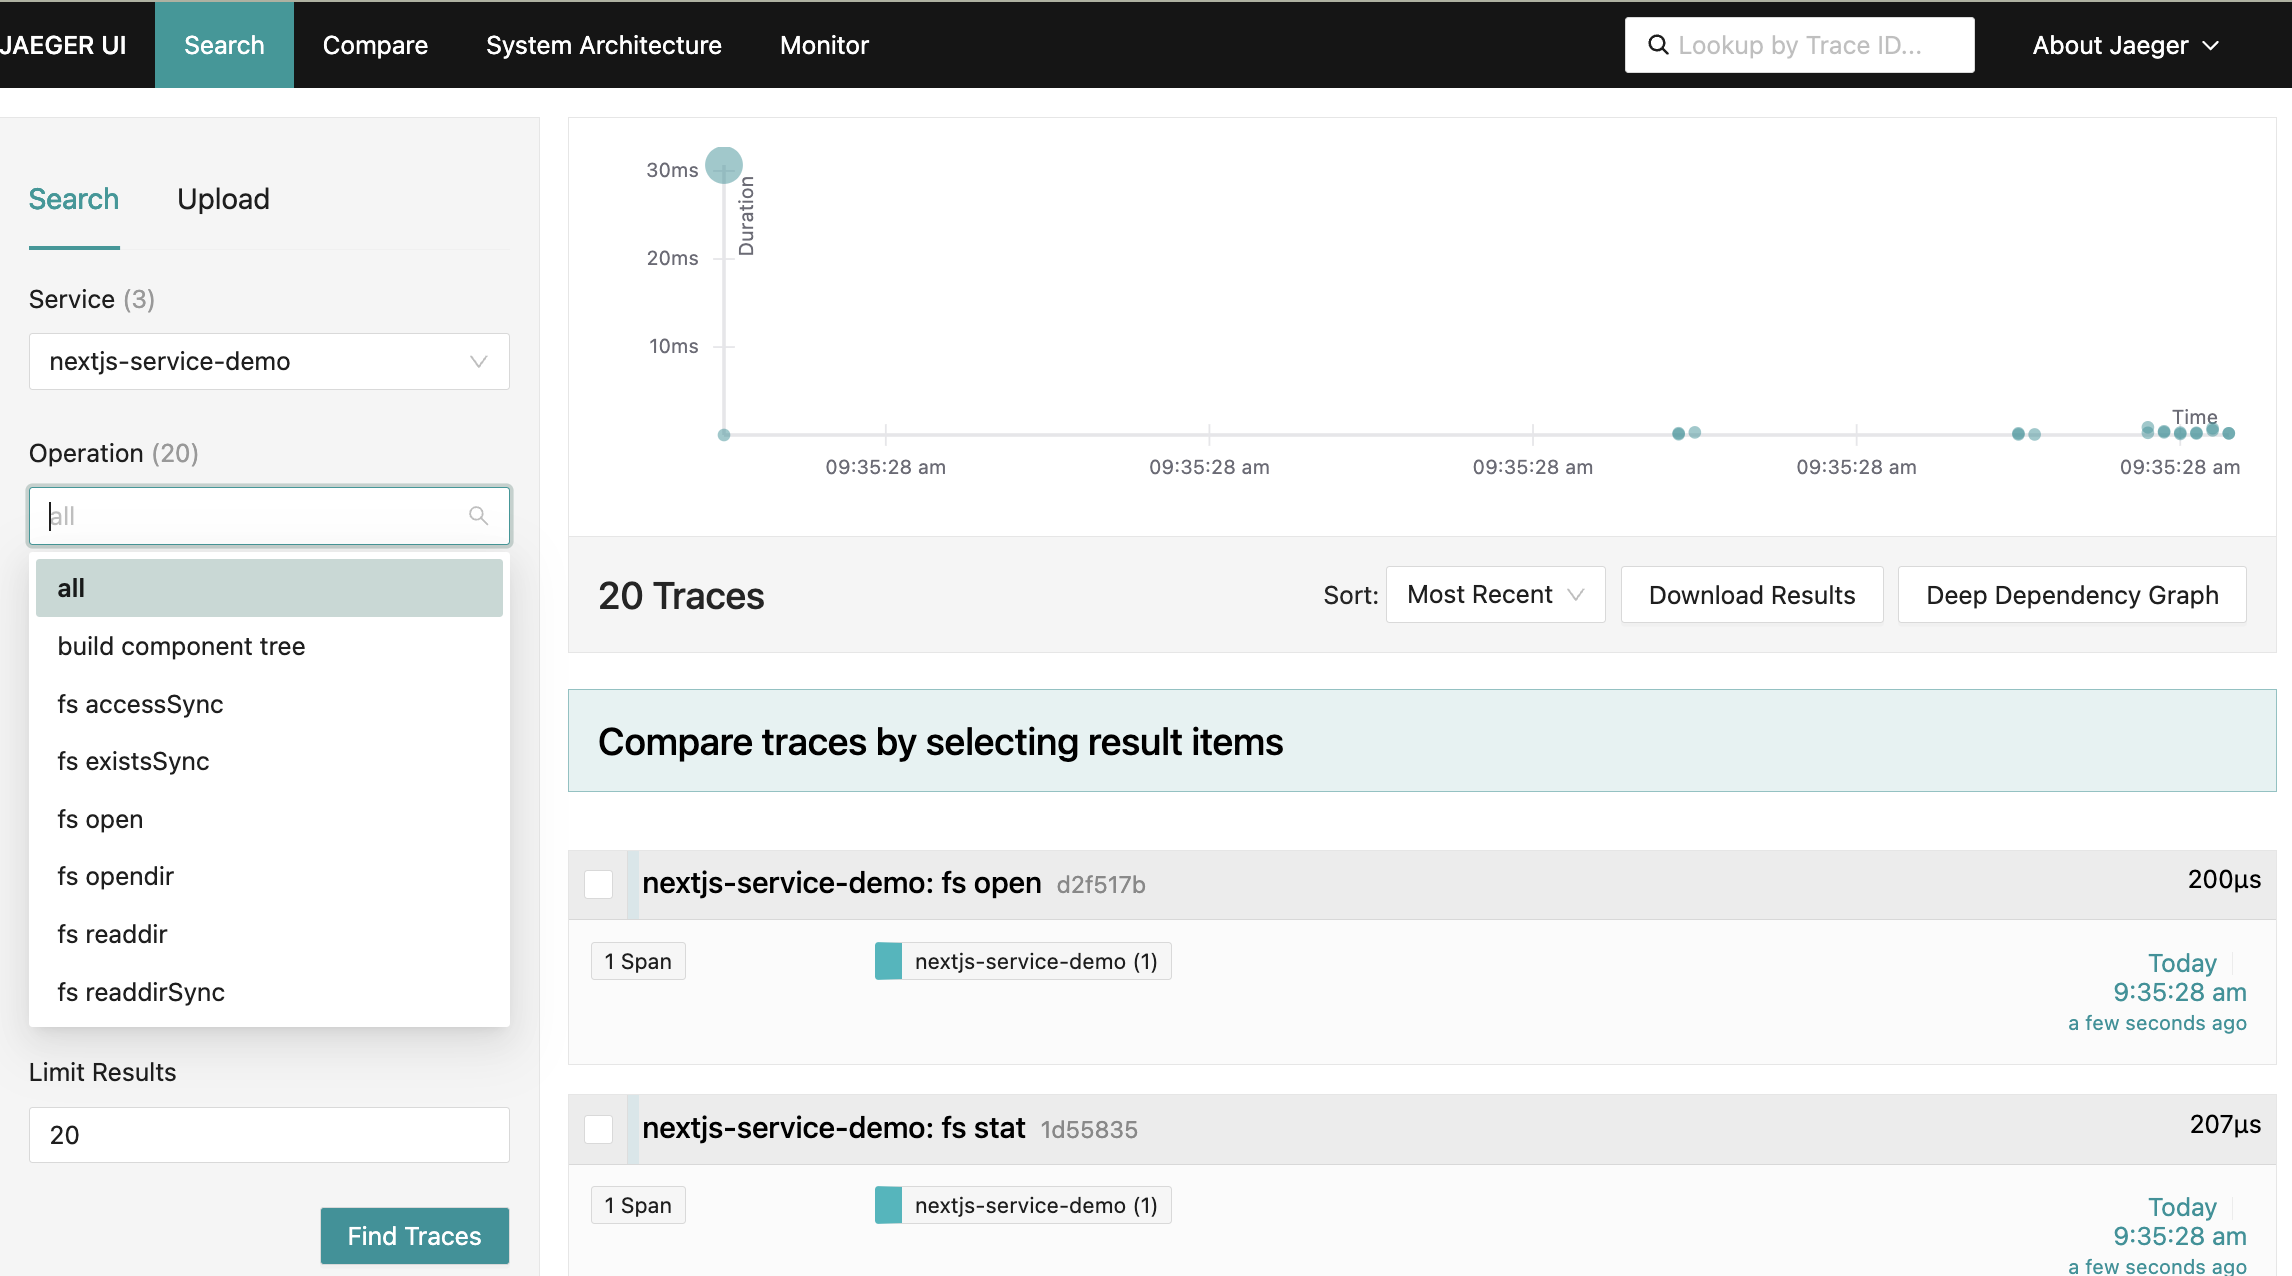 JAEGER UI
Search
Compare
System Architecture
Monitor
Lookup by Trace ID...
About Jaeger
Search
Upload
Service (3)
nextjs-service-demo
Operation (20)
all
all
build component tree
fs accessSync
fs existsSync
fs open
fs opendir
fs readdir
fs readdirSync
Limit Results
20
Find Traces
30ms
20ms
10ms
Duration
Time
09:35:28 am
09:35:28 am
09:35:28 am
09:35:28 am
09:35:28 am
20 Traces
Sort:
Most Recent
Download Results
Deep Dependency Graph
Compare traces by selecting result items
nextjs-service-demo: fs open d2f517b
200μs
1 Span
nextjs-service-demo (1)
Today
9:35:28 am
a few seconds ago
nextjs-service-demo: fs stat 1d55835
207μs
1 Span
nextjs-service-demo (1)
Today
9:35:28 am
a few seconds ago